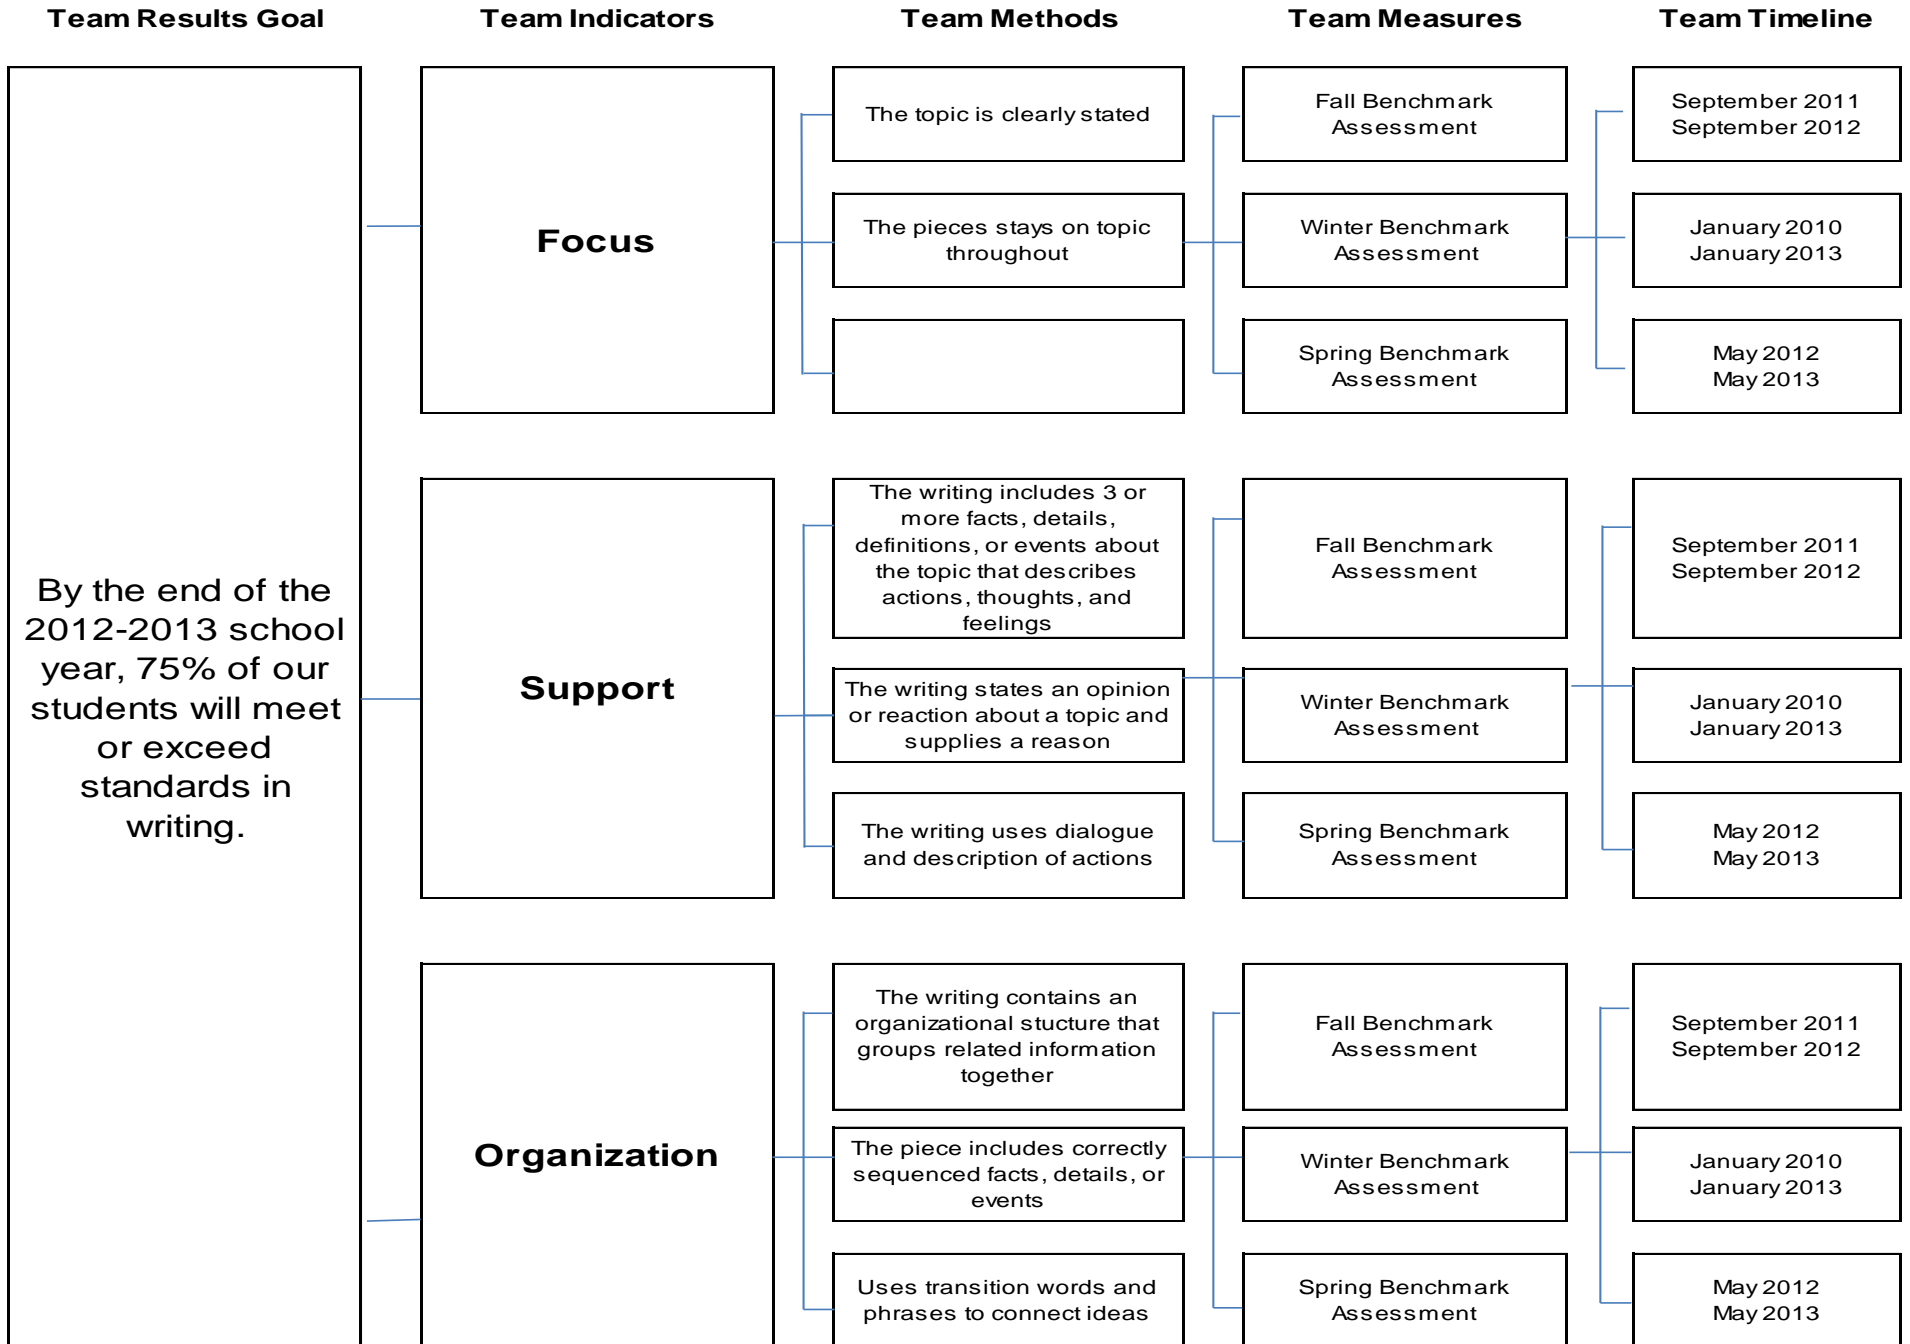 Team Results Goal
Team Indicators
Team Methods
Team Measures
Team Timeline
By the end of the
2012-2013 school
year, 75% of our
students will meet
or exceed
standards in
writing.
Focus
The topic is clearly stated
The pieces stays on topic
throughout
Fall Benchmark
Assessment
Winter Benchmark
Assessment
Spring Benchmark
Assessment
September 2011
September 2012
January 2010
January 2013
May 2012
May 2013
Support
The writing includes 3 or
more facts, details,
definitions, or events about
the topic that describes
actions, thoughts, and
feelings
The writing states an opinion
or reaction about a topic and
supplies a reason
The writing uses dialogue
and description of actions
Fall Benchmark
Assessment
Winter Benchmark
Assessment
Spring Benchmark
Assessment
September 2011
September 2012
January 2010
January 2013
May 2012
May 2013
Organization
The writing contains an
organizational stucture that
groups related information
together
The piece includes correctly
sequenced facts, details, or
events
Uses transition words and
phrases to connect ideas
Fall Benchmark
Assessment
Winter Benchmark
Assessment
Spring Benchmark
Assessment
September 2011
September 2012
January 2010
January 2013
May 2012
May 2013